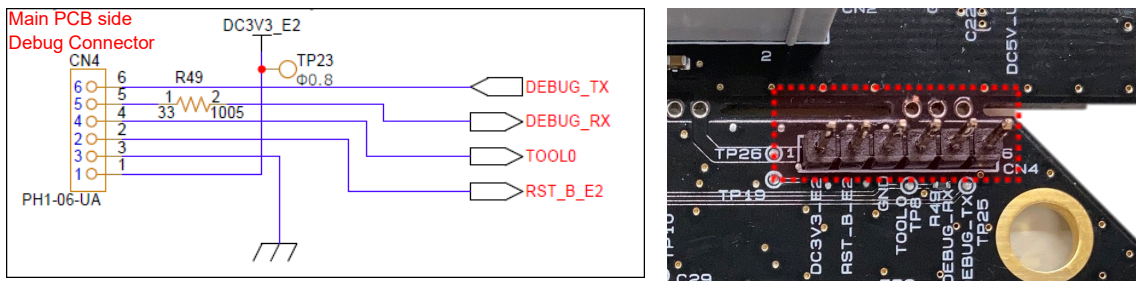 Main PCB side
Debug Connector
CN4
DC3V3_E2
TP23
Φ0.8
R49
6 6
5 5 1 2
33 1005
4 4
2 2
3 3
1 1
DEBUG_TX
DEBUG_RX
TOOL0
RST_B_E2
PH1-06-UA
2
DC5V_U
TP26
1
6
CN4
TP19
DC3V3_E2
RST_B_E2
GND
TOOL0
TP8
R49
DEBUG_RX
DEBUG_TX
TP25
TP10
C29